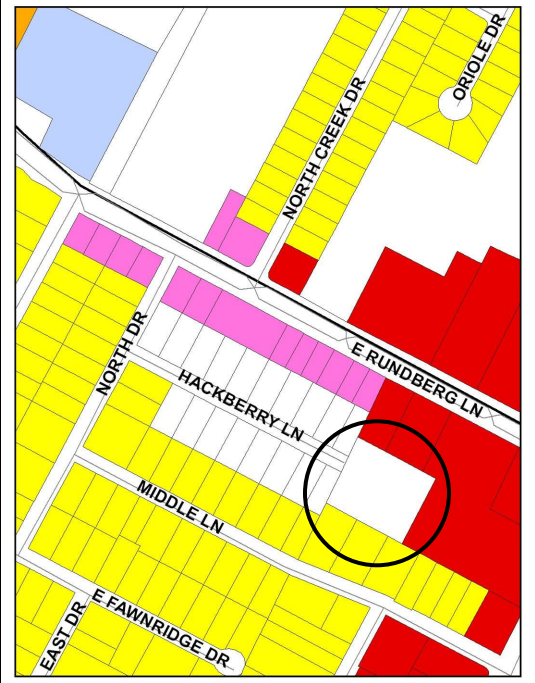 ORIOLE DR
NORTH CREEK DR
E RUNDBERG LN
NORTH DR
HACKBERRY LN
MIDDLE LN
E FAWNRIDGE DR
EAST DR